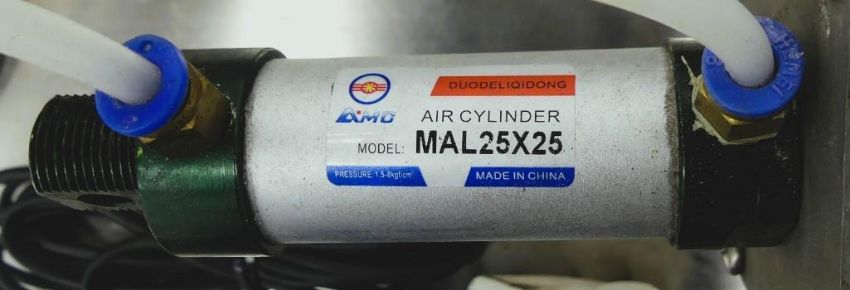 DUODELIQIDONG
AMC
AIR CYLINDER
MODEL: MAL25X25
PRESSURE: 1.5-8kgf/cm²
MADE IN CHINA